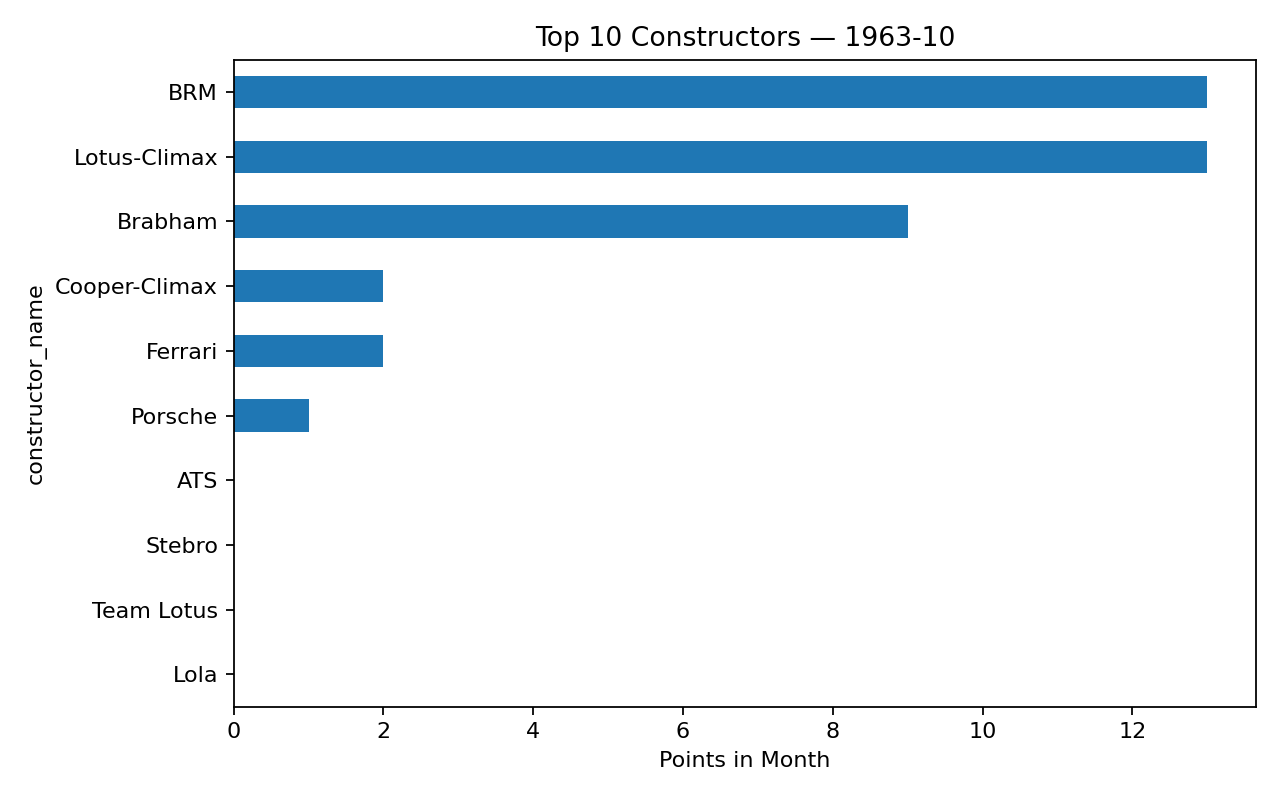 Top 10 Constructors — 1963-10
constructor_name
BRM
Lotus-Climax
Brabham
Cooper-Climax
Ferrari
Porsche
ATS
Stebro
Team Lotus
Lola
0 2 4 6 8 10 12
Points in Month